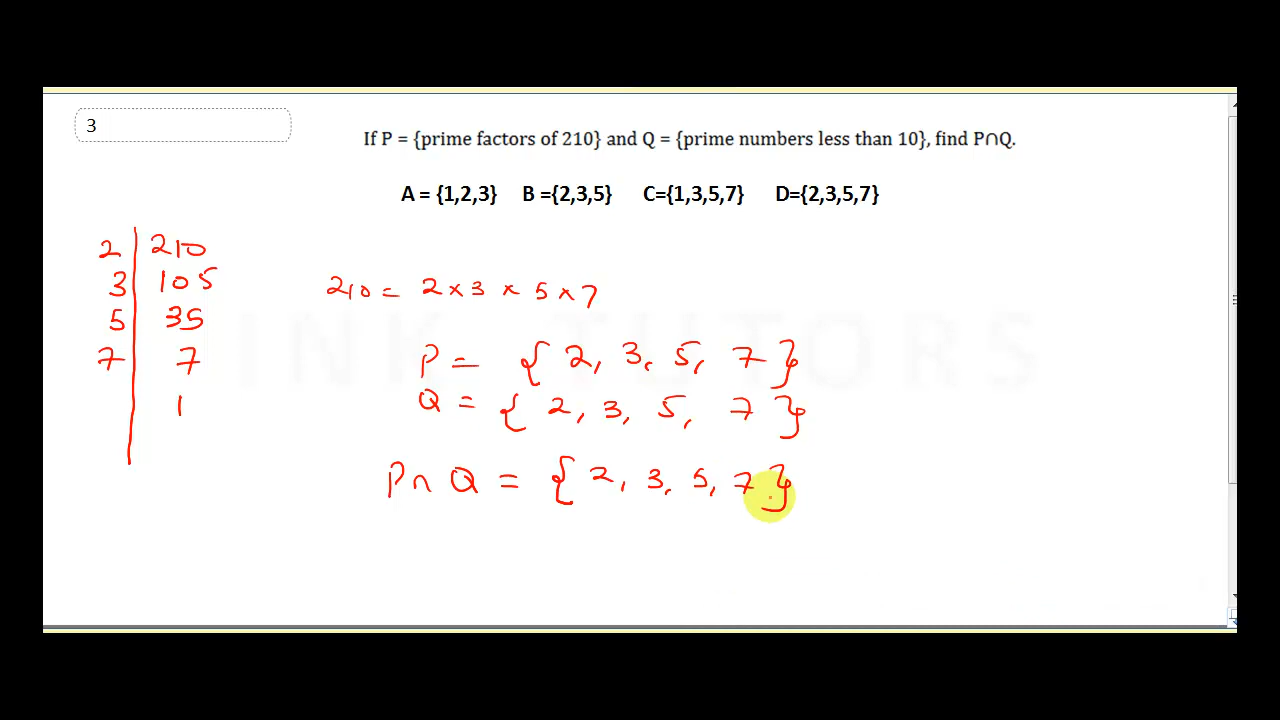 3
If P = {prime factors of 210} and Q = {prime numbers less than 10}, find P∩Q.
A = {1,2,3} B ={2,3,5} C={1,3,5,7} D={2,3,5,7}
2 | 210
3 | 105
5 | 35
7 | 7
1
210 = 2 × 3 × 5 × 7
P = { 2, 3, 5, 7 }
Q = { 2, 3, 5, 7 }
P∩Q = { 2, 3, 5, 7 }
INK TUTORS